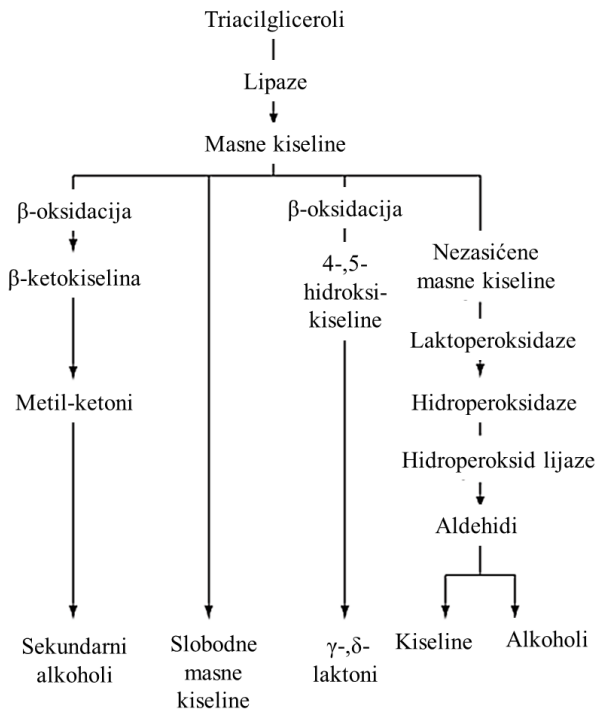 Triacilgliceroli
Lipaze
Masne kiseline
β-oksidacija
β-ketokiselina
Metil-ketoni
Sekundarni
alkoholi
Slobodne
masne
kiseline
β-oksidacija
4-,5-
hidroksi-
kiseline
γ-,δ-
laktoni
Nezasićene
masne kiseline
Laktoperoksidaze
Hidroperoksidaze
Hidroperoksid lijaze
Aldehidi
Kiseline
Alkoholi